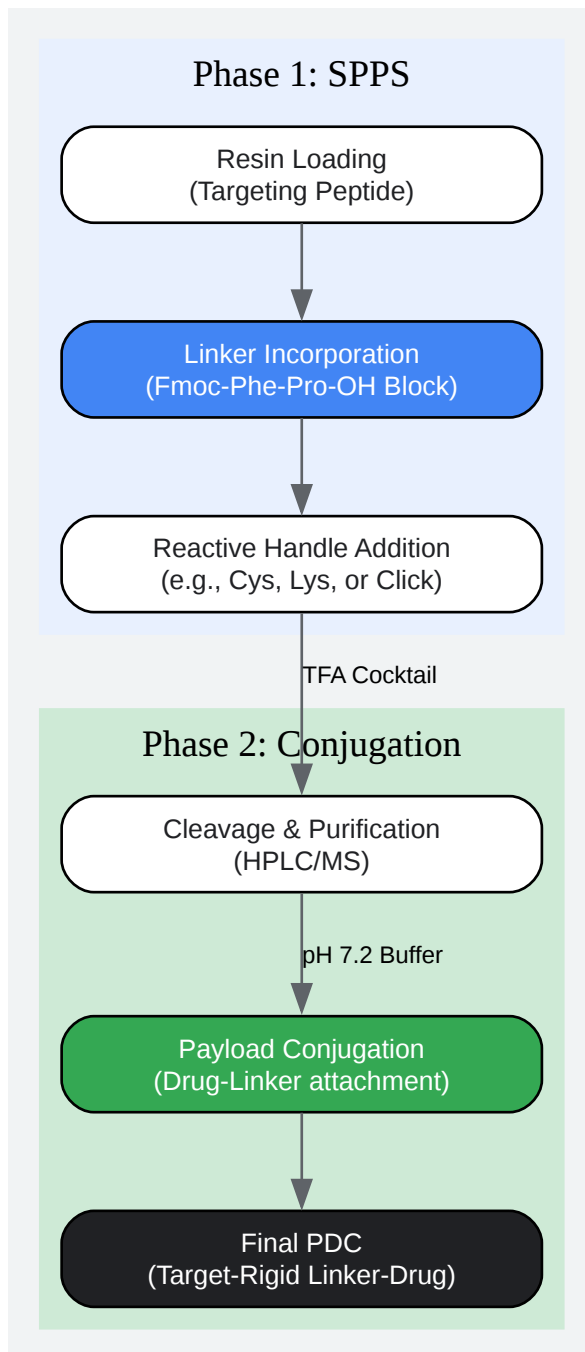 Phase 1: SPPS
Resin Loading
(Targeting Peptide)
Linker Incorporation
(Fmoc-Phe-Pro-OH Block)
Reactive Handle Addition
(e.g., Cys, Lys, or Click)
TFA Cocktail
Phase 2: Conjugation
Cleavage & Purification
(HPLC/MS)
pH 7.2 Buffer
Payload Conjugation
(Drug-Linker attachment)
Final PDC
(Target-Rigid Linker-Drug)